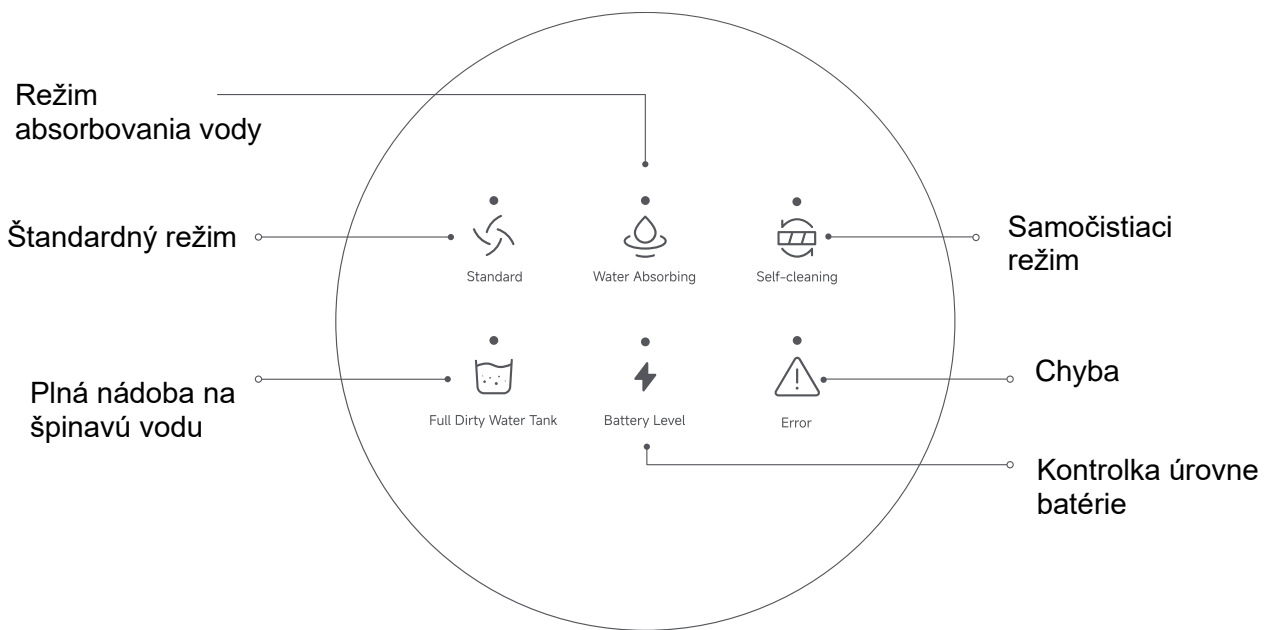 Režim
absorbovania vody
Štandardný režim
Samočistiaci
režim
Standard
Water Absorbing
Self-cleaning
Plná nádoba na
špinavú vodu
Chyba
Full Dirty Water Tank
Battery Level
Error
Kontrolka úrovne
batérie